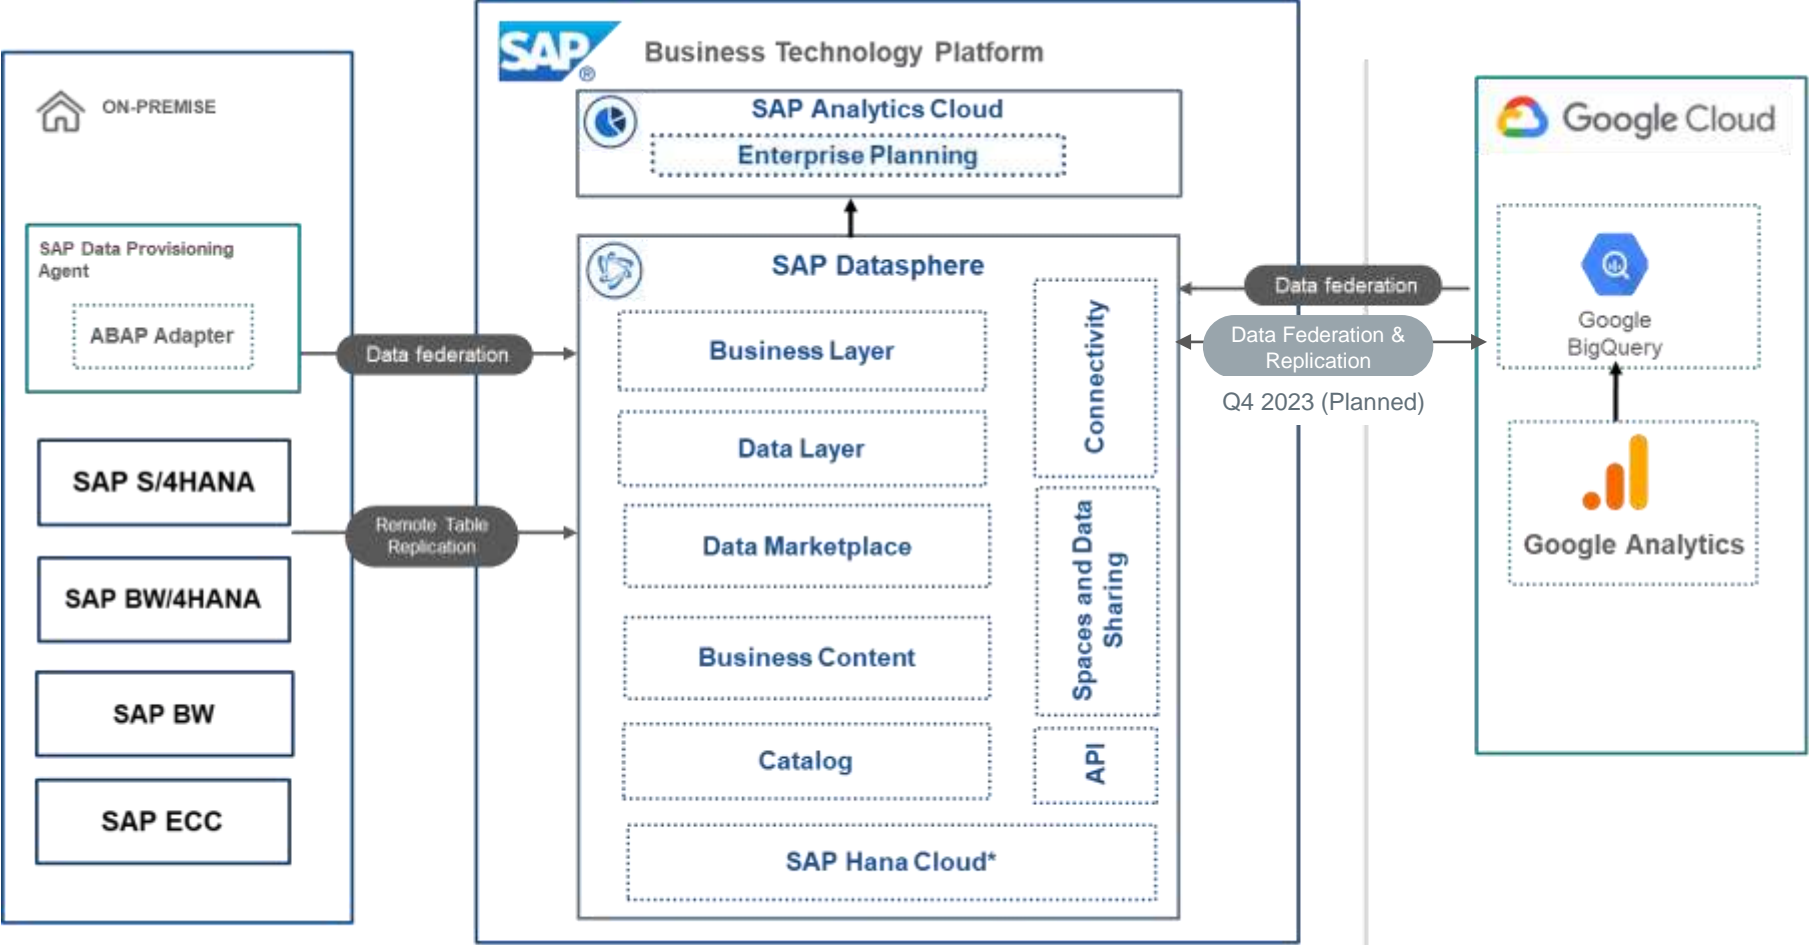 ON-PREMISE
SAP Data Provisioning
Agent
ABAP Adapter
SAP S/4HANA
SAP BW/4HANA
SAP BW
SAP ECC
Data federation
Remote Table
Replication
SAP®
Business Technology Platform
SAP Analytics Cloud
Enterprise Planning
SAP Datasphere
Business Layer
Data Layer
Data Marketplace
Business Content
Catalog
SAP Hana Cloud*
Connectivity
Spaces and Data
Sharing
API
Data federation
Data Federation &
Replication
Q4 2023 (Planned)
Google Cloud
Google
BigQuery
Google Analytics